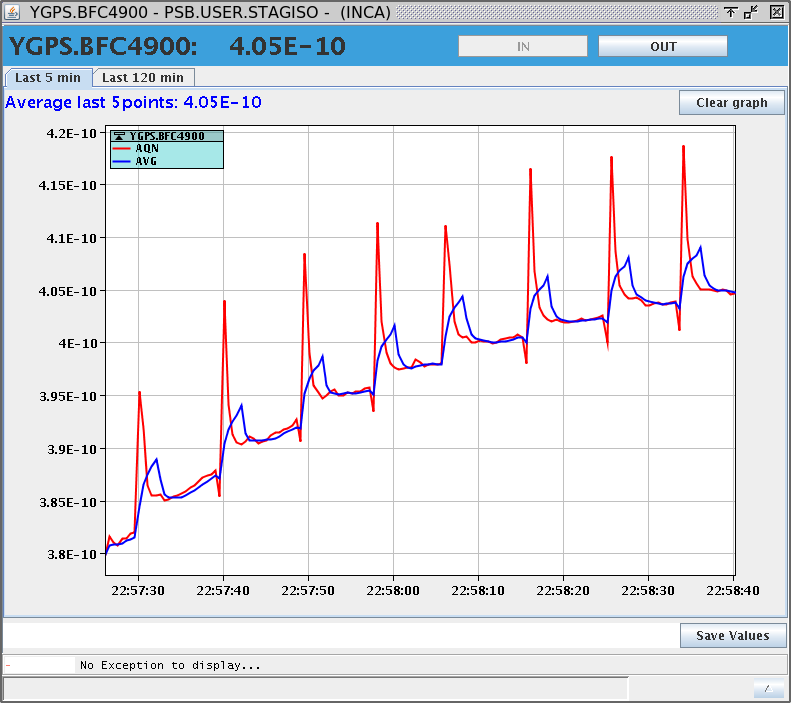 YGPS.BFC4900 - PSB.USER.STAGISO - (INCA)
YGPS.BFC4900: 4.05E-10 IN OUT
Last 5 min Last 120 min
Average last 5points: 4.05E-10 Clear graph
YGPS.BFC4900
AQN
AVG
4.2E-10
4.15E-10
4.1E-10
4.05E-10
4E-10
3.95E-10
3.9E-10
3.85E-10
3.8E-10
22:57:30 22:57:40 22:57:50 22:58:00 22:58:10 22:58:20 22:58:30 22:58:40
Save Values
- No Exception to display...